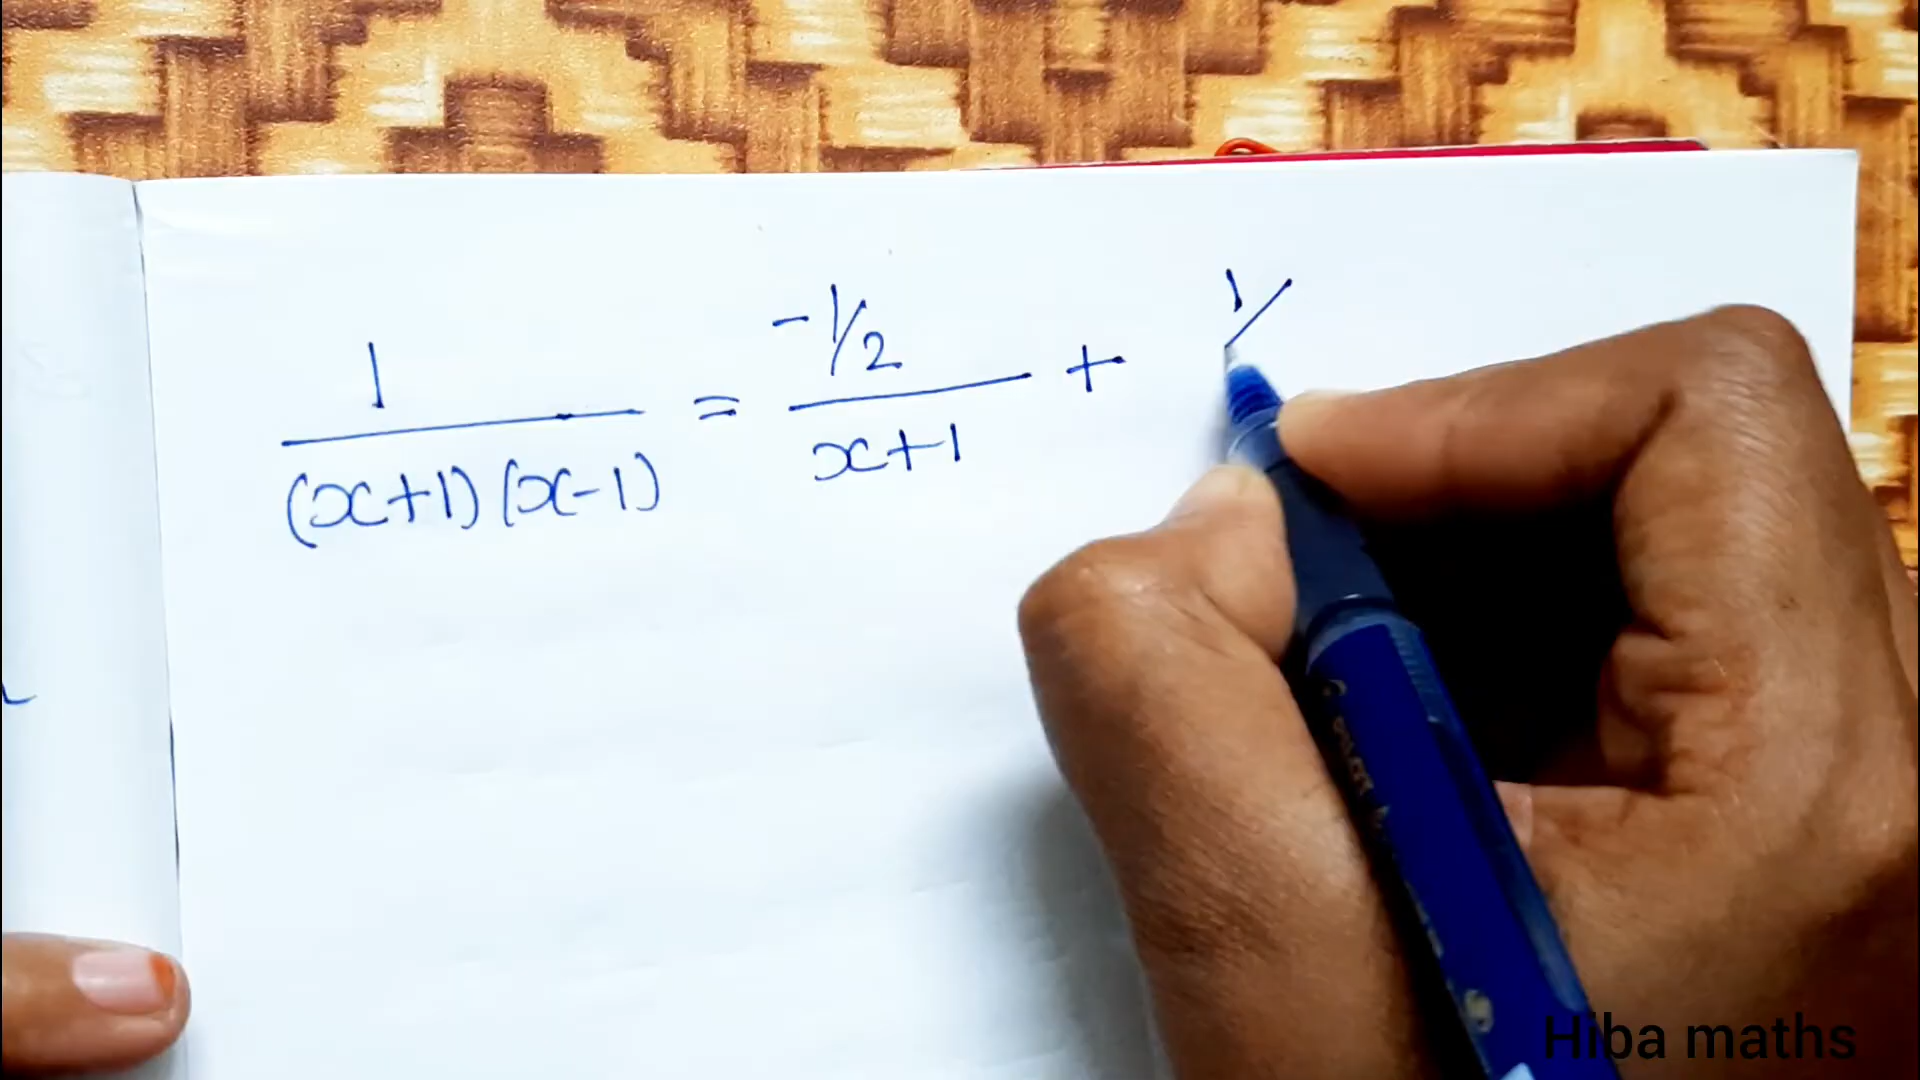 1/((x+1)(x-1)) = (-1/2)/(x+1) + 1/
Hiba maths